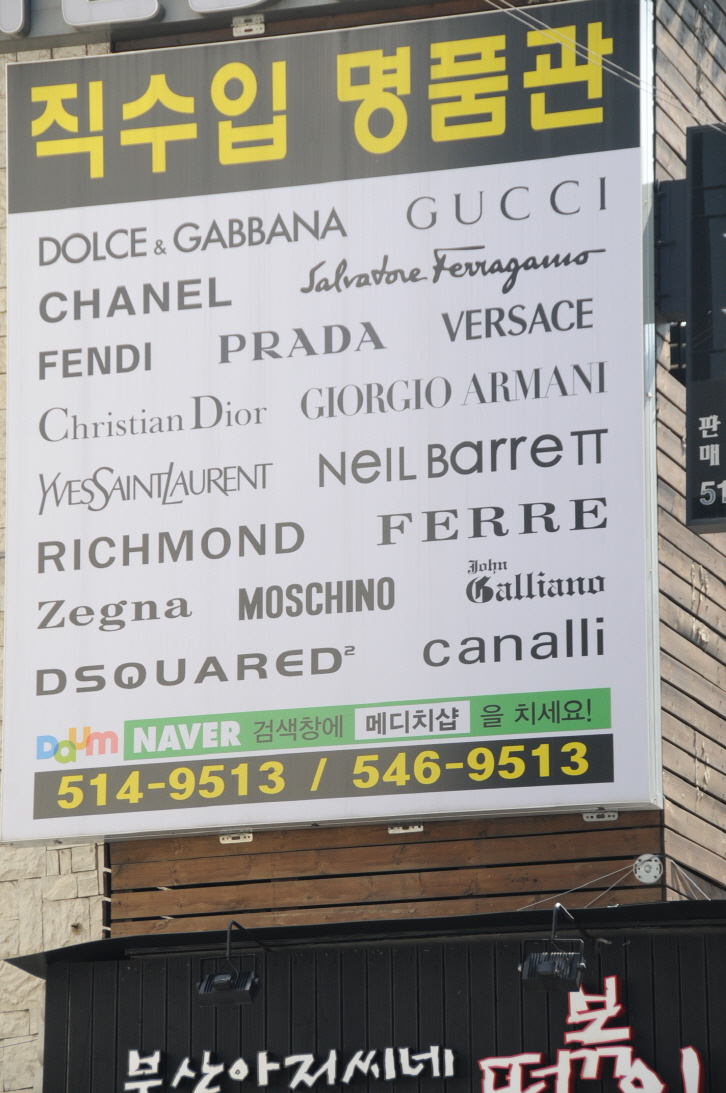 직수입 명품관
DOLCE & GABBANA GUCCI
CHANEL Salvatore Ferragamo
FENDI PRADA VERSACE
Christian Dior GIORGIO ARMANI
YVESSAINTLAURENT NeiL BarreTT
RICHMOND FERRE
Zegna MOSCHINO John Galliano
DSQUARED² canalli
Daum NAVER 검색창에 메디치샵 을 치세요!
514-9513 / 546-9513
판
매
51
부산아저씨네 떡볶이